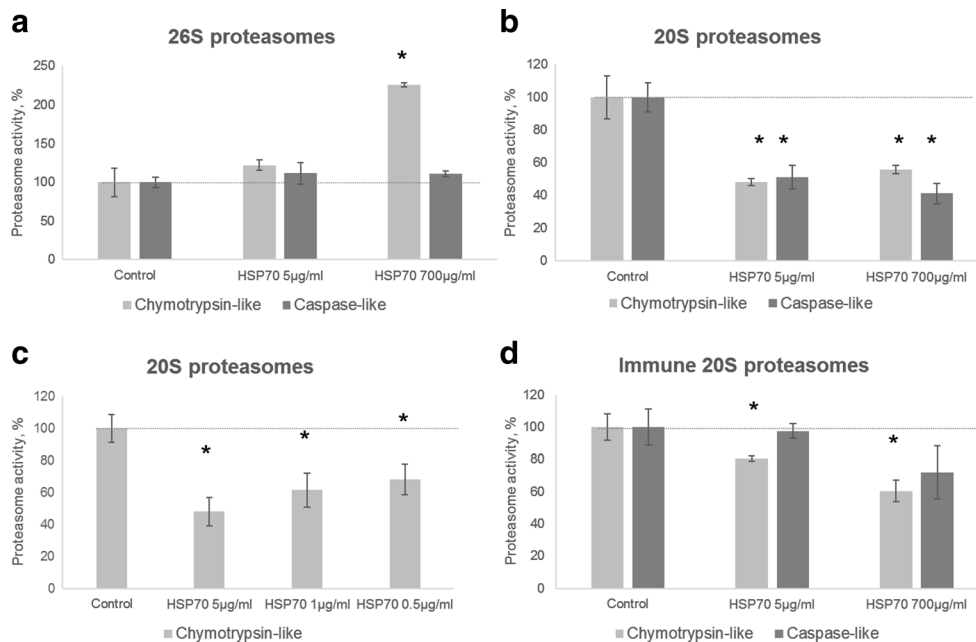 a
26S proteasomes
*
Proteasome activity, %
250
200
150
100
50
0
Control
HSP70 5µg/ml
HSP70 700µg/ml
Chymotrypsin-like
Caspase-like
b
20S proteasomes
* * * *
Proteasome activity, %
120
100
80
60
40
20
0
Control
HSP70 5µg/ml
HSP70 700µg/ml
Chymotrypsin-like
Caspase-like
c
20S proteasomes
* * *
Proteasome activity, %
120
100
80
60
40
20
0
Control
HSP70 5µg/ml
HSP70 1µg/ml
HSP70 0.5µg/ml
Chymotrypsin-like
d
Immune 20S proteasomes
* *
Proteasome activity, %
120
100
80
60
40
20
0
Control
HSP70 5µg/ml
HSP70 700µg/ml
Chymotrypsin-like
Caspase-like